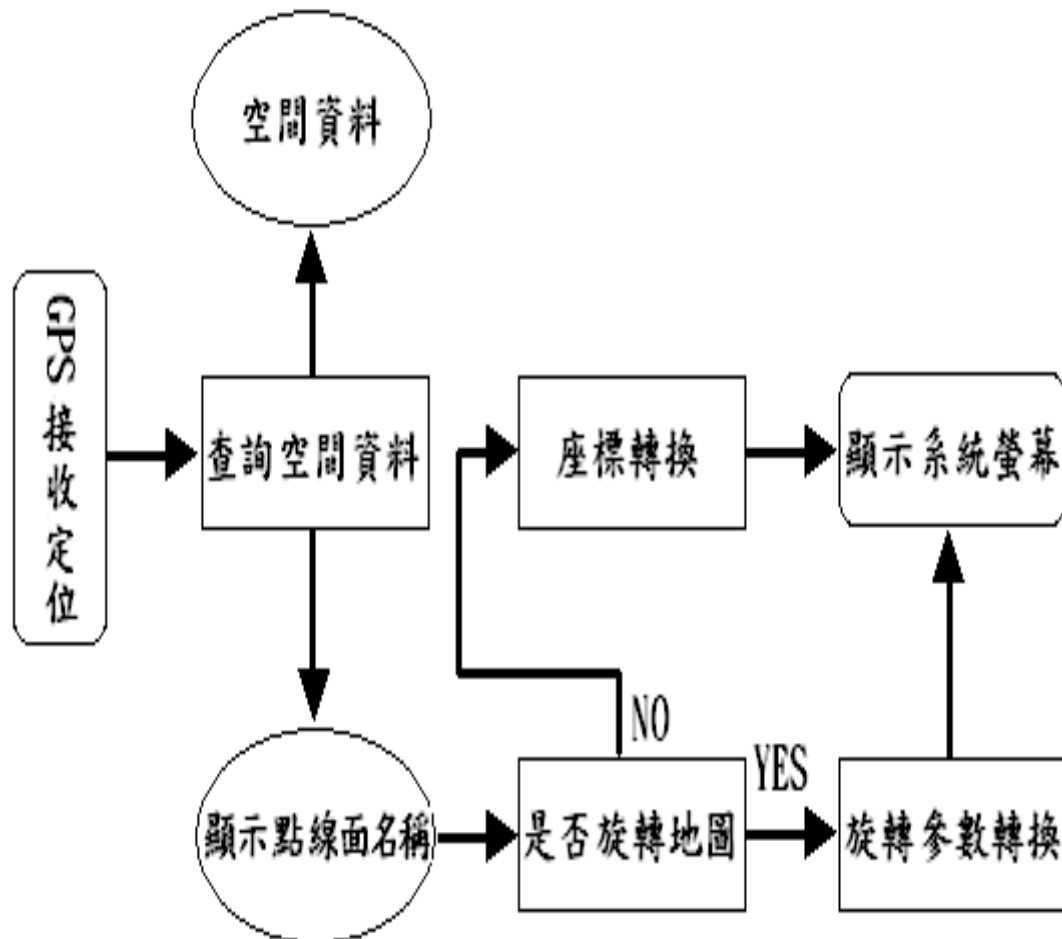 空間資料
GPS接收定位
查詢空間資料
座標轉換
顯示系統螢幕
NO
YES
顯示點線面名稱
是否旋轉地圖
旋轉參數轉換